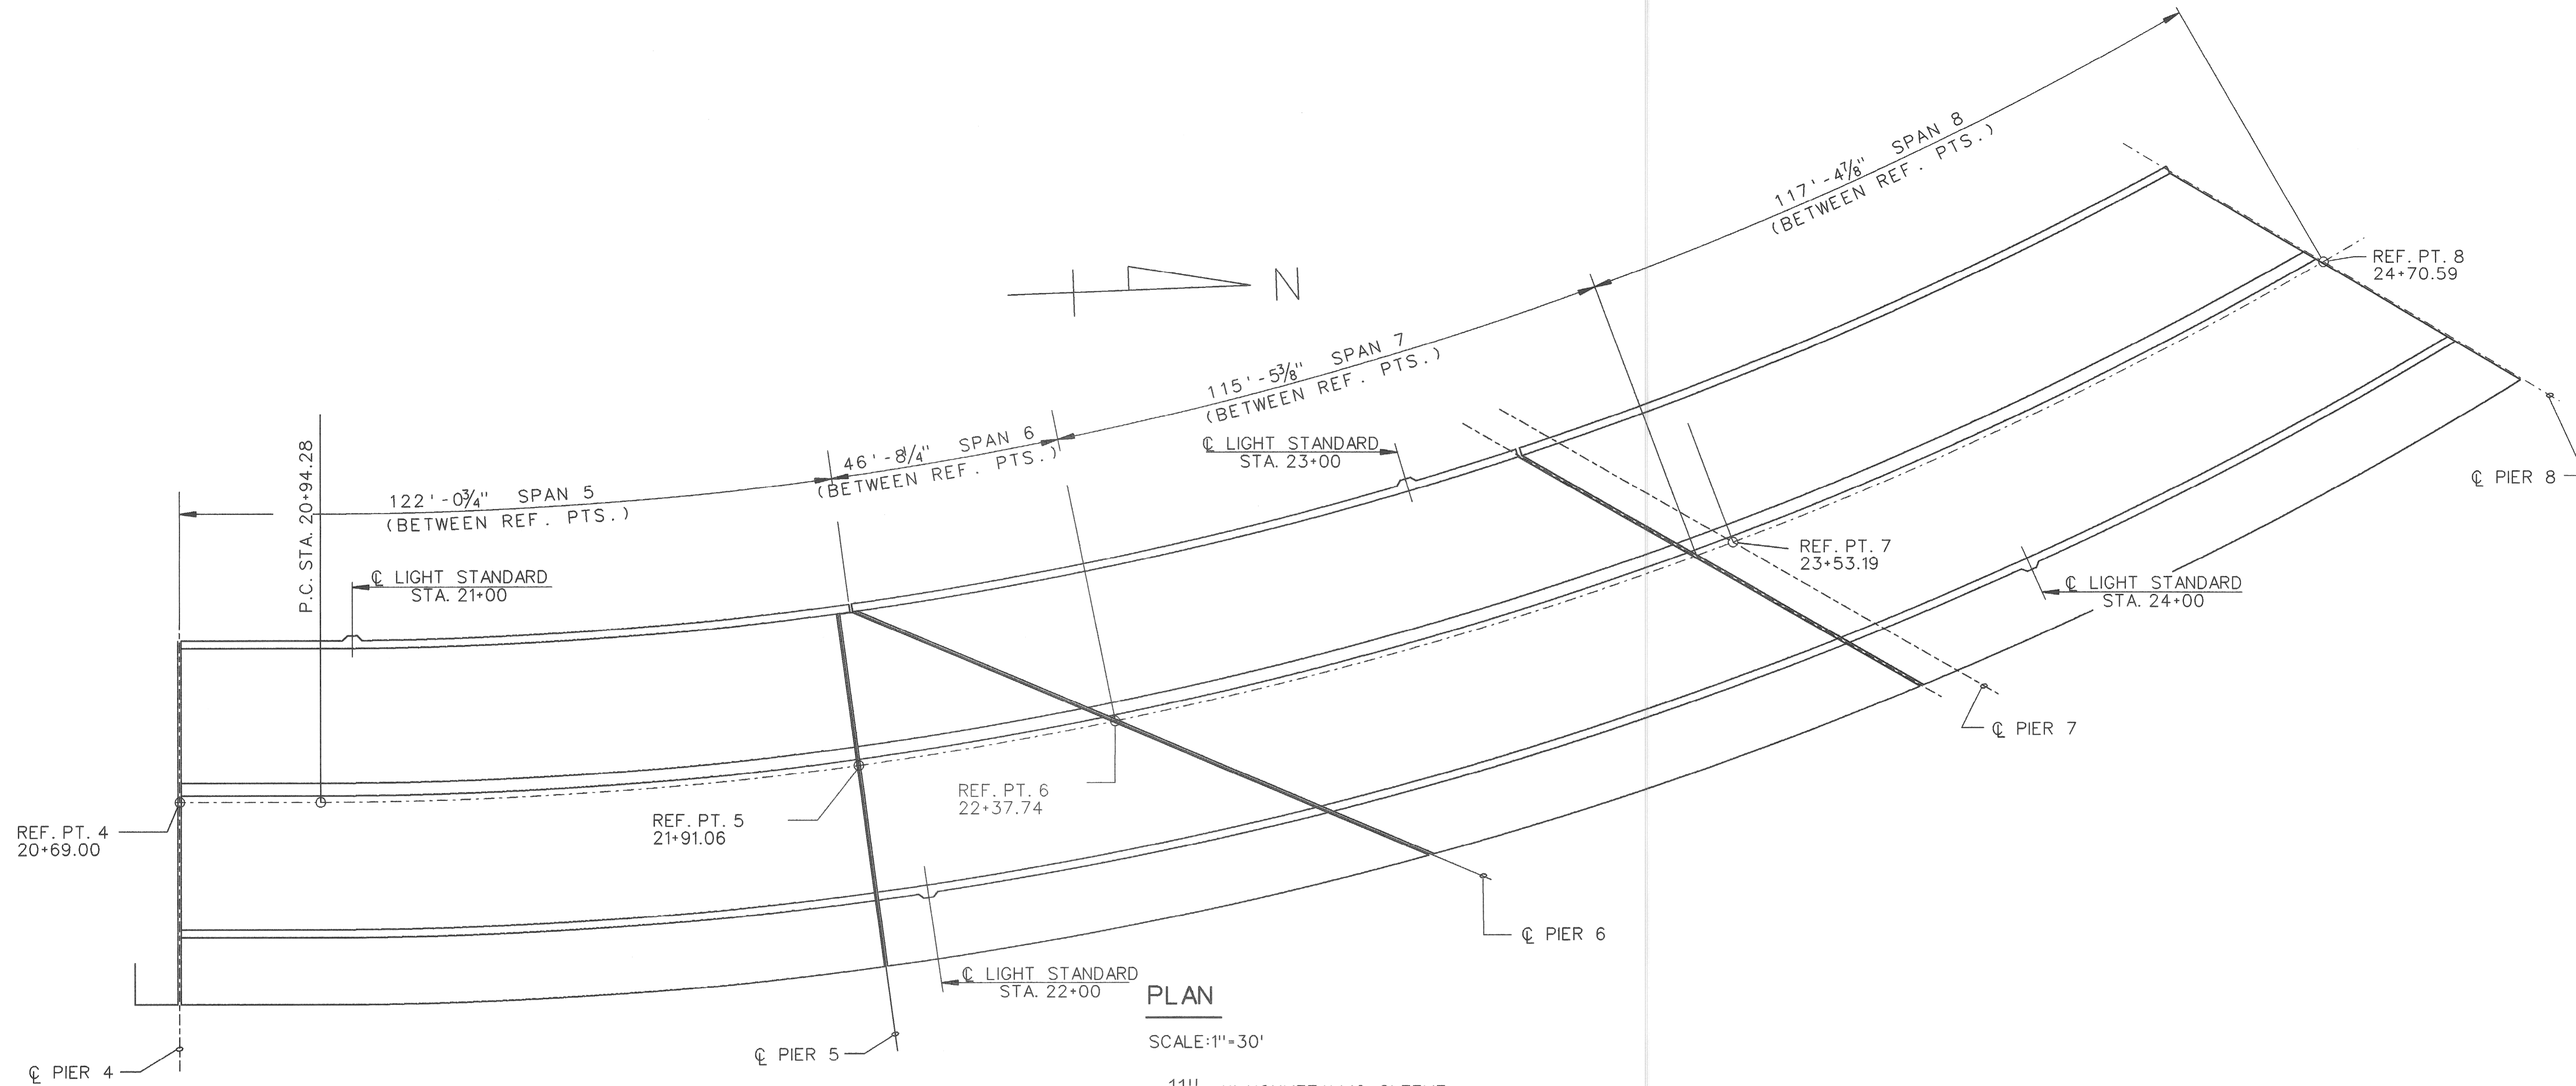 117'-4⅞" SPAN 8
(BETWEEN REF. PTS.)
REF. PT. 8
24+70.59
N
115'-5⅜" SPAN 7
(BETWEEN REF. PTS.)
46'-8¼" SPAN 6
(BETWEEN REF. PTS.)
℄ LIGHT STANDARD
STA. 23+00
122'-0¾" SPAN 5
(BETWEEN REF. PTS.)
P.C. STA. 20+94.28
℄ PIER 8
REF. PT. 7
23+53.19
℄ LIGHT STANDARD
STA. 21+00
℄ LIGHT STANDARD
STA. 24+00
℄ PIER 7
REF. PT. 6
22+37.74
REF. PT. 5
21+91.06
REF. PT. 4
20+69.00
℄ PIER 6
℄ LIGHT STANDARD
STA. 22+00
PLAN
SCALE:1"=30'
℄ PIER 5
℄ PIER 4